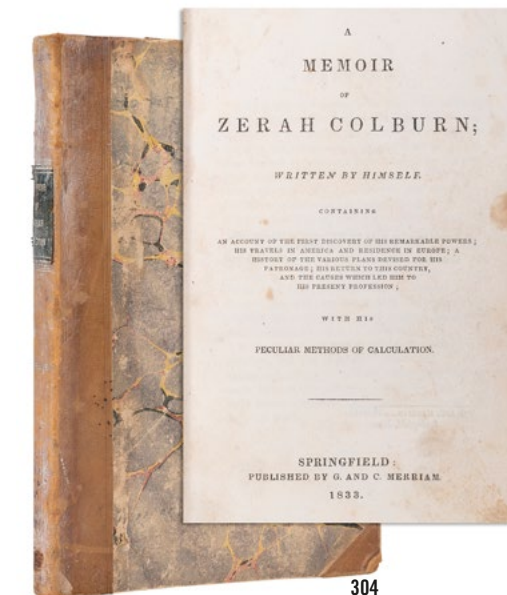 A
MEMOIR
OF
ZERAH COLBURN;
WRITTEN BY HIMSELF.
CONTAINING
AN ACCOUNT OF THE FIRST DISCOVERY OF HIS REMARKABLE POWERS;
HIS TRAVELS IN AMERICA AND RESIDENCE IN EUROPE; A
HISTORY OF THE VARIOUS PLANS DEVISED FOR HIS
PATRONAGE; HIS RETURN TO THIS COUNTRY,
AND THE CAUSES WHICH LED HIM TO
HIS PRESENT PROFESSION;
WITH HIS
PECULIAR METHODS OF CALCULATION.
SPRINGFIELD:
PUBLISHED BY G. AND C. MERRIAM.
1833.
304